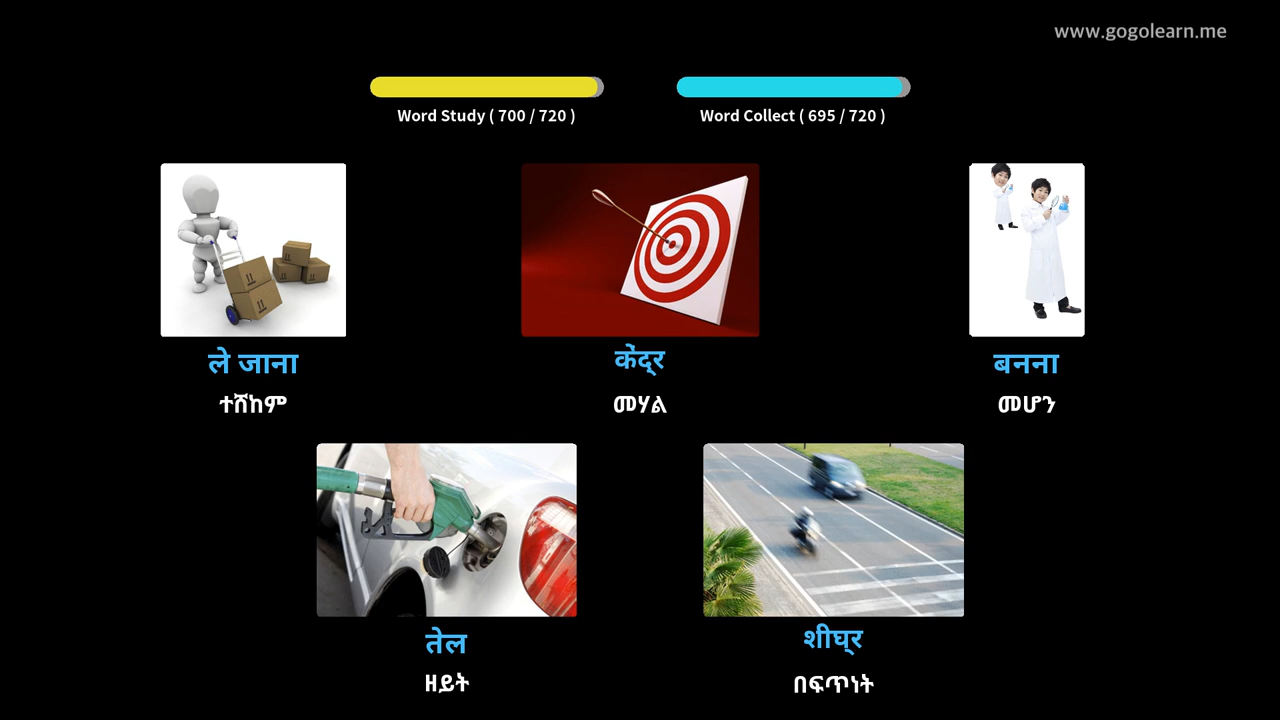 www.gogolearn.me
Word Study ( 700 / 720 )
Word Collect ( 695 / 720 )
ले जाना
केंद्र
बनना
ተሸከም
መሃል
መሆን
तेल
शीघ्र
ዘይት
በፍጥነት